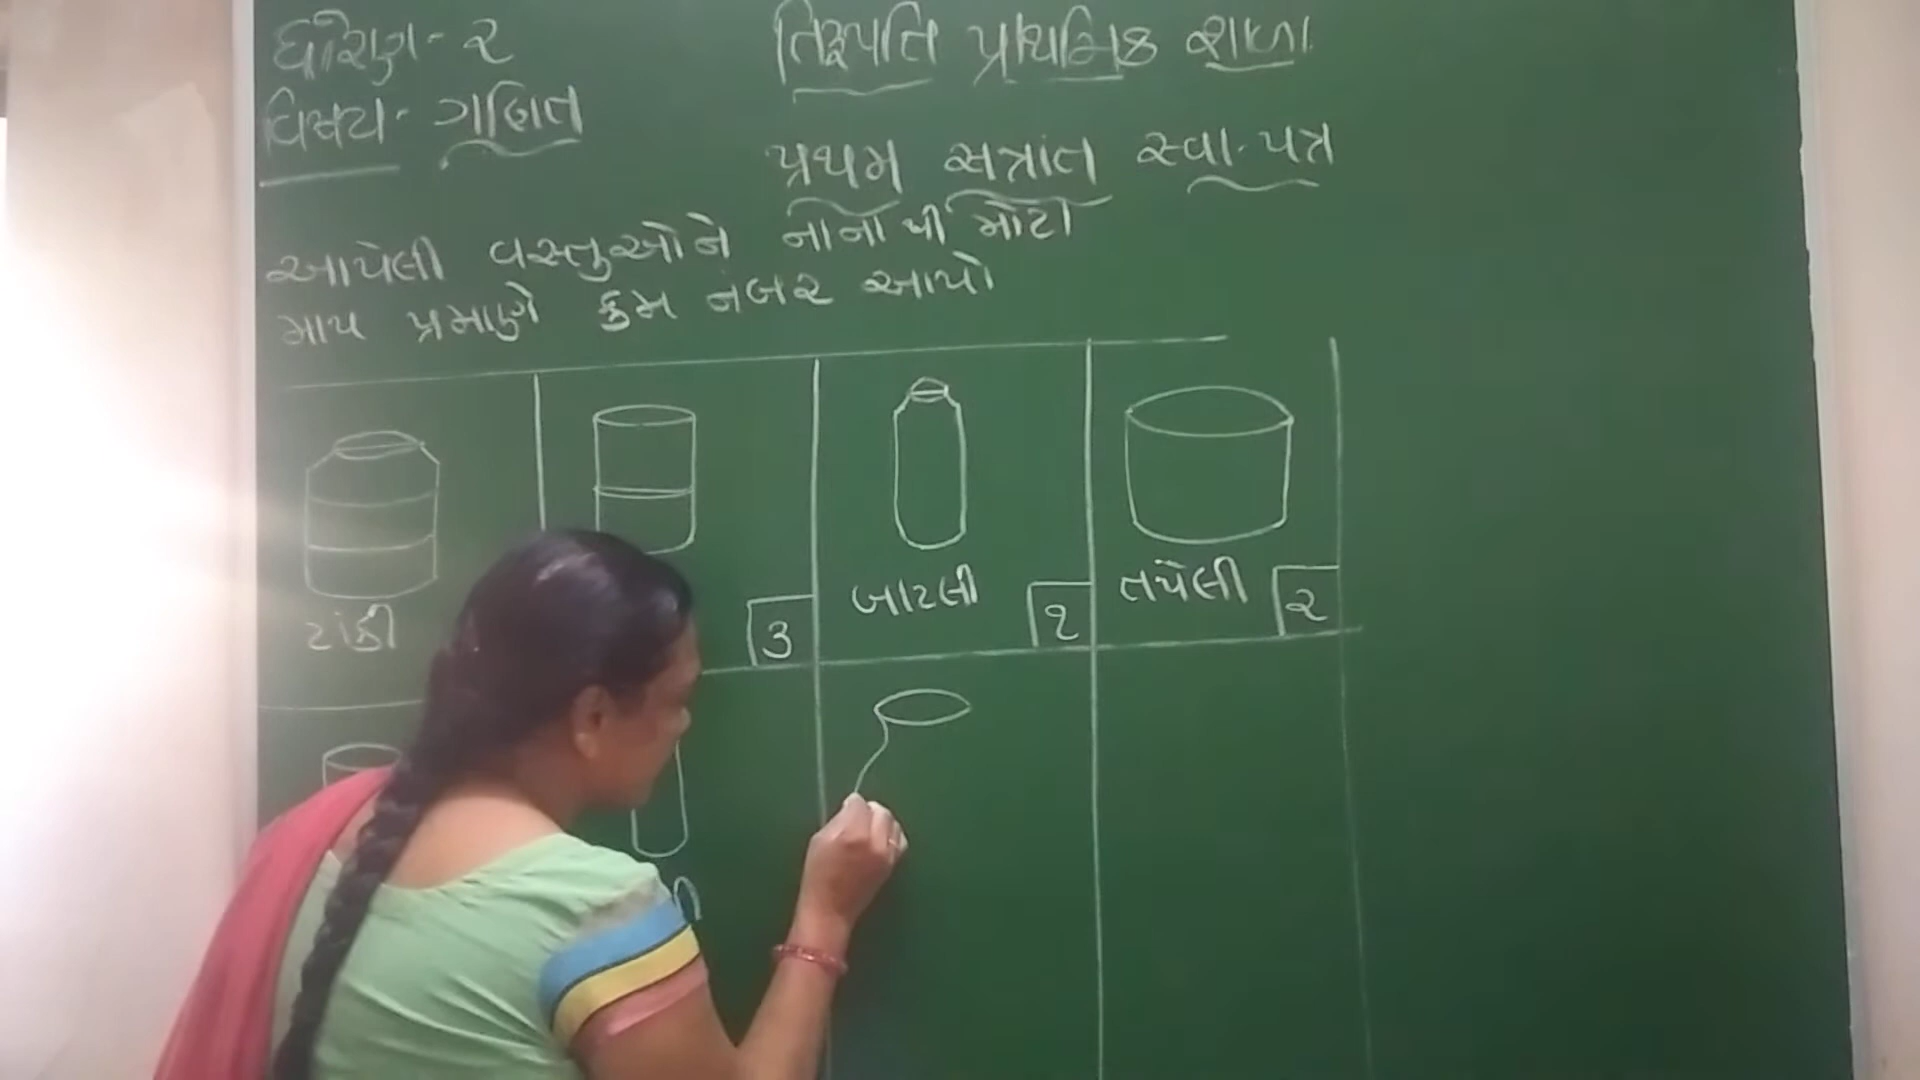 ધોરણ - ૨
વિષય - ગણિત
તિરૂપતિ પ્રાથમિક શાળા
પ્રથમ સત્રાંત સ્વા. પત્ર
આપેલી વસ્તુઓને નાનાથી મોટા
માપ પ્રમાણે ક્રમ નંબર આપો
ટાંકી
૩
બાટલી ૧
તપેલી ૨